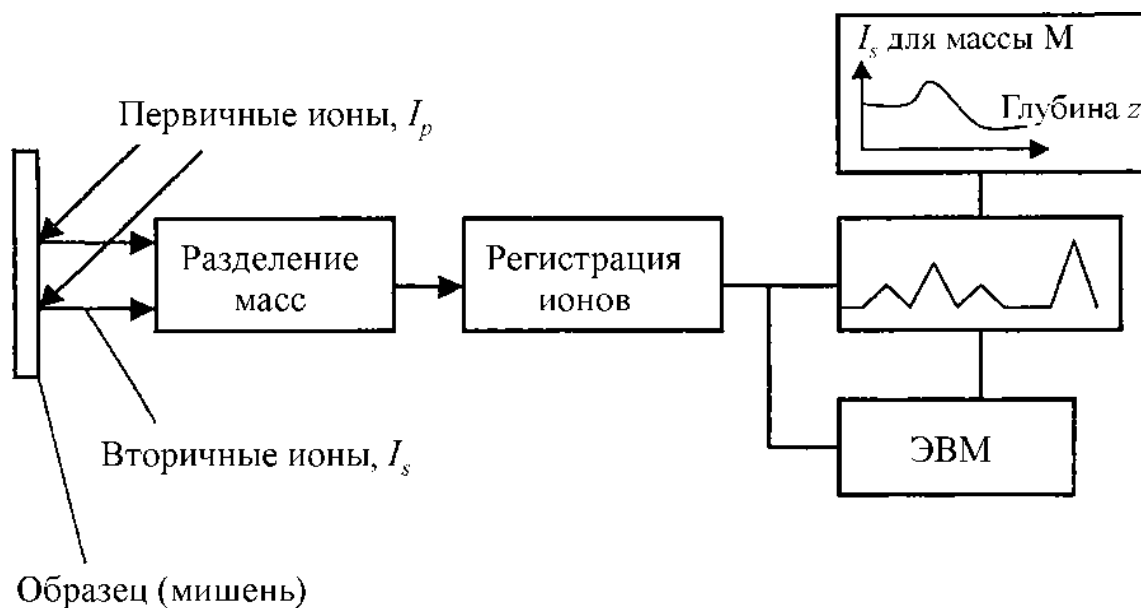 I_s для массы М
Глубина z
Первичные ионы, I_p
Разделение
масс
Регистрация
ионов
Вторичные ионы, I_s
ЭВМ
Образец (мишень)